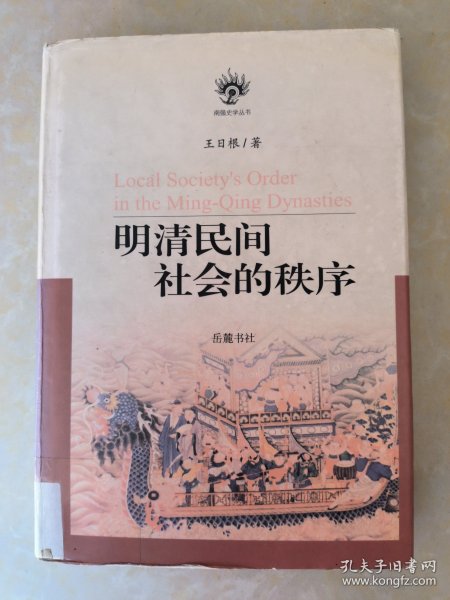 南强史学丛书
王日根/著
Local Society's Order
in the Ming-Qing Dynasties
明清民间
社会的秩序
岳麓书社
孔夫子旧书网
www.kongfz.com